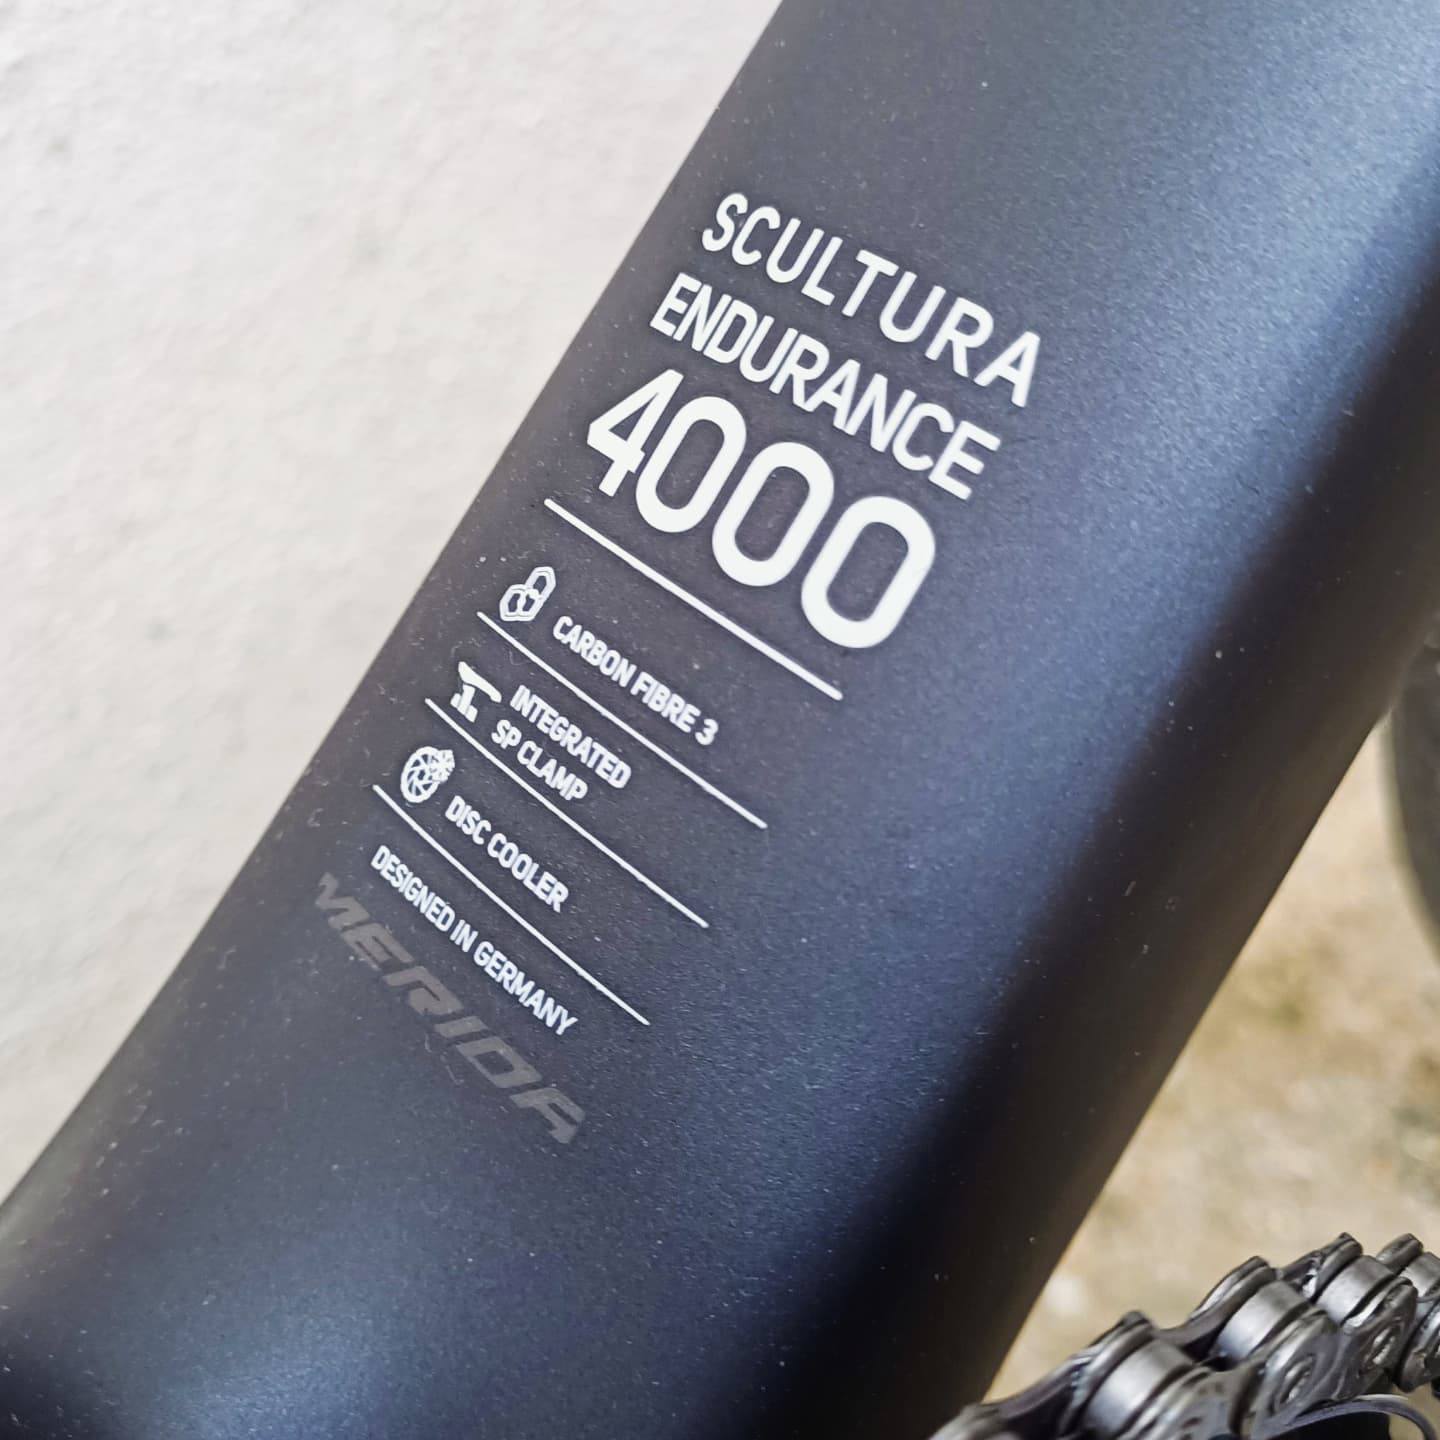 SCULTURA
ENDURANCE
4000
CARBON FIBRE 3
INTEGRATED
SP CLAMP
DISC COOLER
DESIGNED IN GERMANY
MERIDA